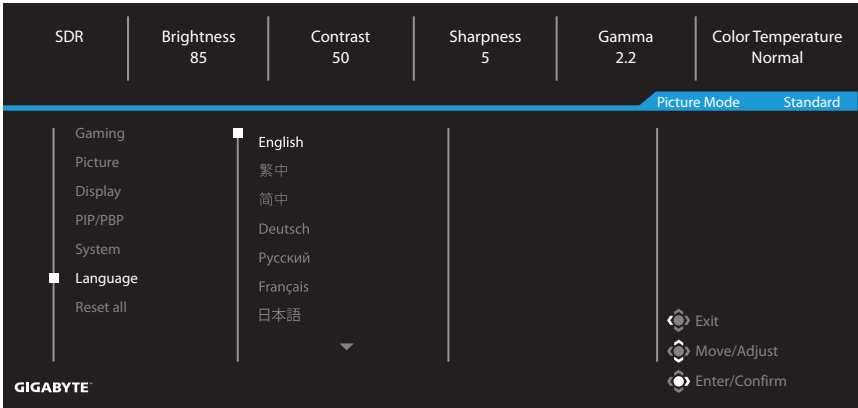 SDR
Brightness
85
Contrast
50
Sharpness
5
Gamma
2.2
Color Temperature
Normal
Picture Mode Standard
Gaming
Picture
Display
PIP/PBP
System
Language
Reset all
English
繁中
简中
Deutsch
Русский
Français
日本語
Exit
Move/Adjust
Enter/Confirm
GIGABYTE™